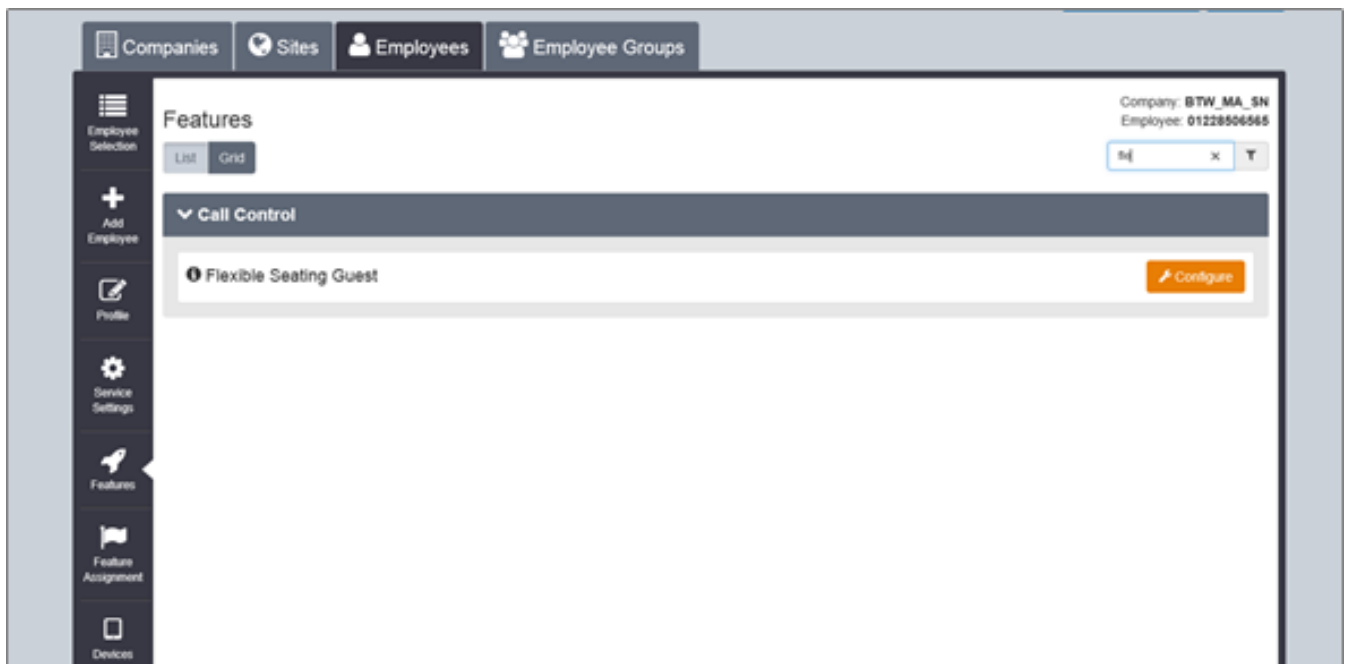 Companies
Sites
Employees
Employee Groups
Employee
Selection
Add
Employee
Profile
Service
Settings
Features
Feature
Assignment
Devices
Features
List
Grid
Company: BTW_MA_SN
Employee: 01228506565
Call Control
Flexible Seating Guest
Configure